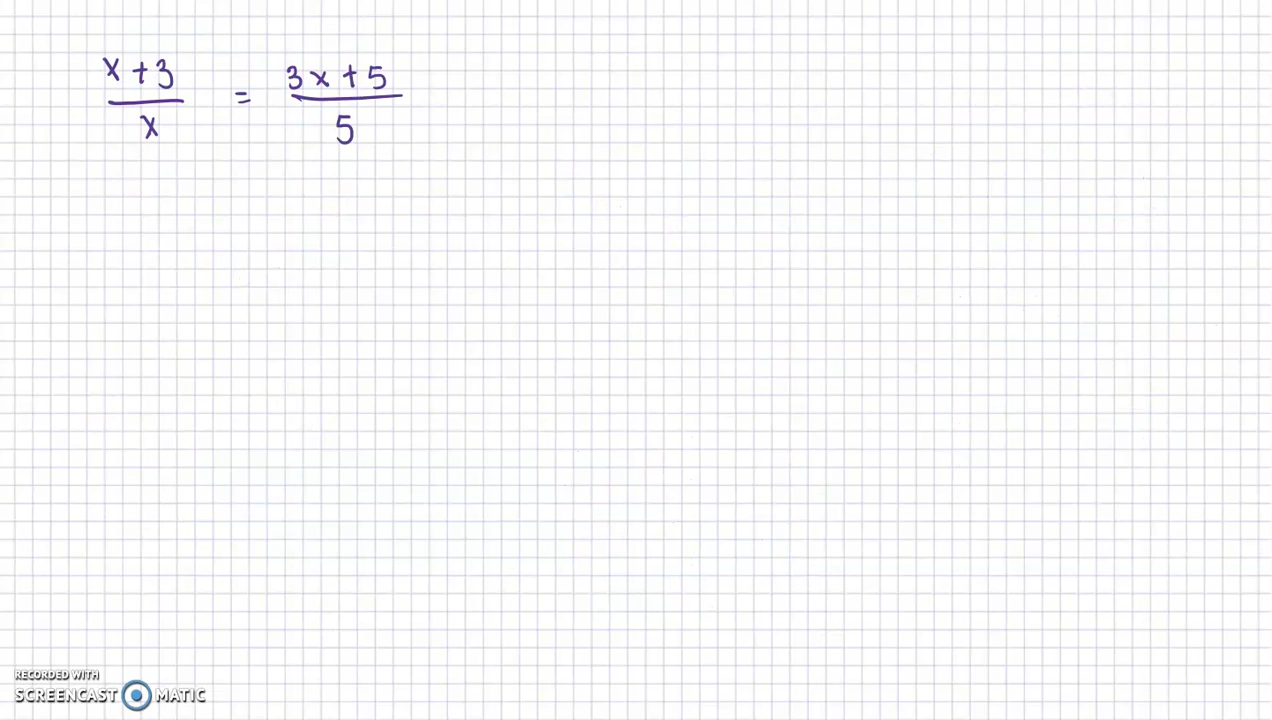 x + 3 = 3x + 5
x 5
RECORDED WITH
SCREENCAST MATIC